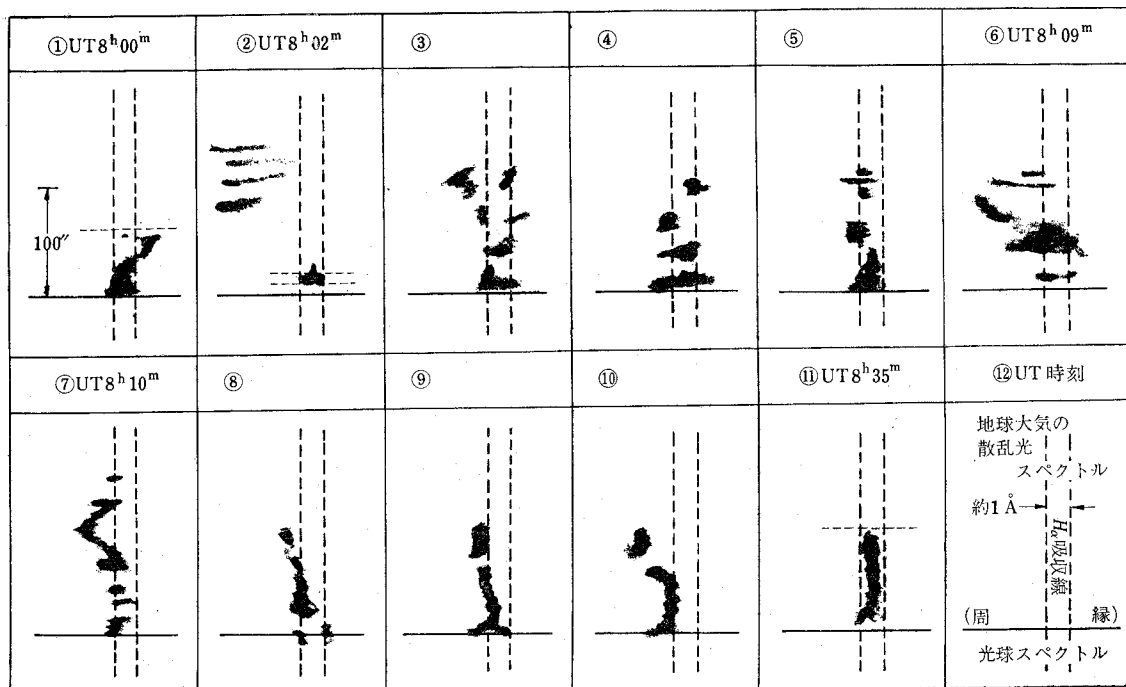 ①UT8ʰ00ᵐ
②UT8ʰ02ᵐ
③
④
⑤
⑥UT8ʰ09ᵐ
100″
⑦UT8ʰ10ᵐ
⑧
⑨
⑩
⑪UT8ʰ35ᵐ
⑫UT時刻
地球大気の
散乱光
スペクトル
約1Å
Hα吸収線
(周 縁)
光球スペクトル